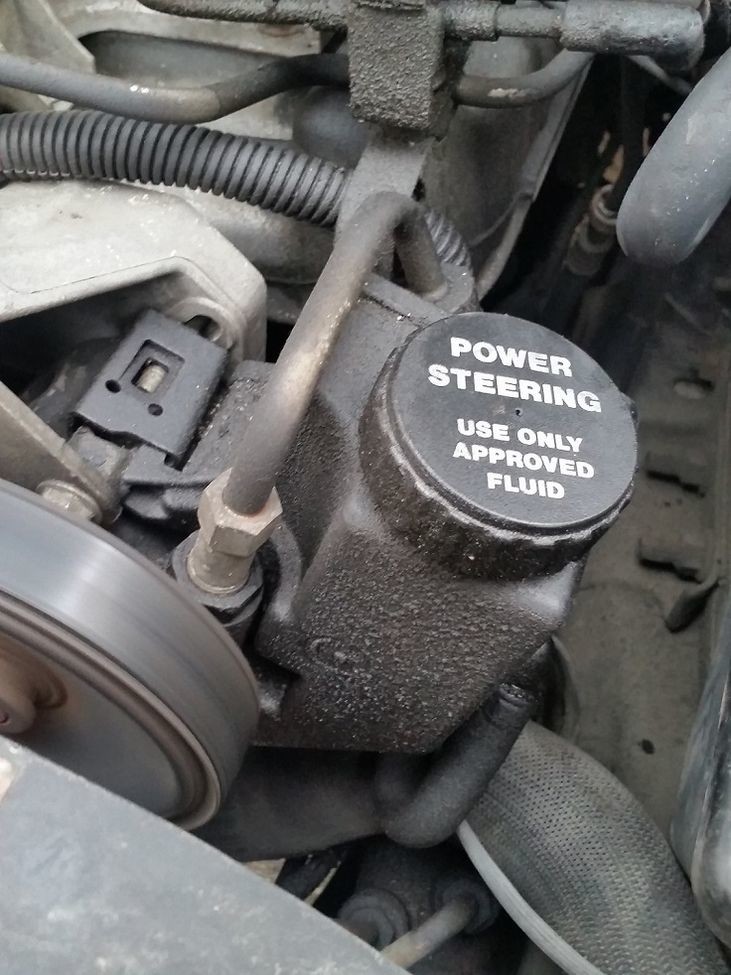 POWER
STEERING
USE ONLY
APPROVED
FLUID